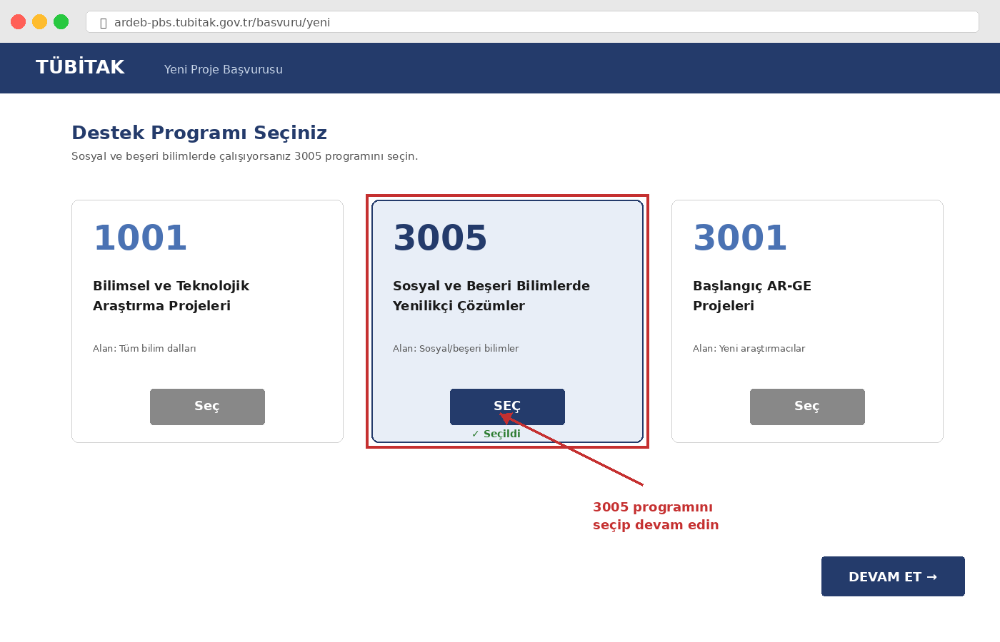 ardeb-pbs.tubitak.gov.tr/basvuru/yeni
TÜBİTAK
Yeni Proje Başvurusu
Destek Programı Seçiniz
Sosyal ve beşeri bilimlerde çalışıyorsanız 3005 programını seçin.
1001
Bilimsel ve Teknolojik
Araştırma Projeleri
Alan: Tüm bilim dalları
Seç
3005
Sosyal ve Beşeri Bilimlerde
Yenilikçi Çözümler
Alan: Sosyal/beşeri bilimler
SEÇ
✓ Seçildi
3001
Başlangıç AR-GE
Projeleri
Alan: Yeni araştırmacılar
Seç
3005 programını
seçip devam edin
DEVAM ET →